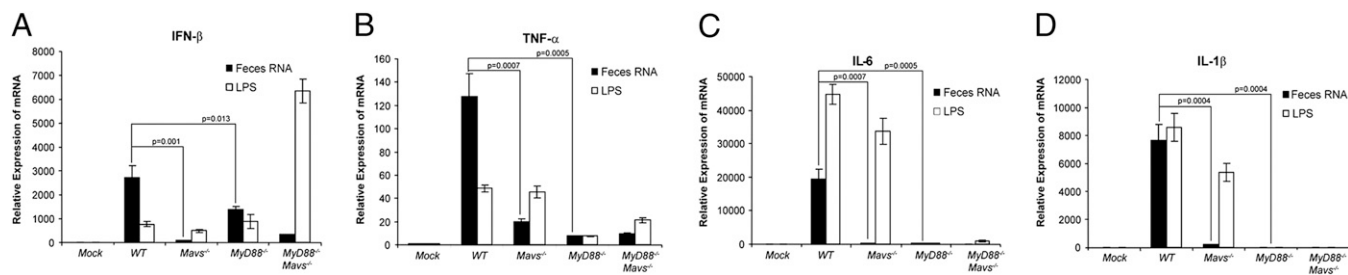 A
IFN-β
Relative Expression of mRNA
8000
7000
6000
5000
4000
3000
2000
1000
0
Feces RNA
LPS
p=0.013
p=0.001
Mock
WT
Mavs-/-
MyD88-/-
MyD88-/-
Mavs-/-
B
TNF-α
Relative Expression of mRNA
160
140
120
100
80
60
40
20
0
p=0.0005
p=0.0007
Feces RNA
LPS
Mock
WT
Mavs-/-
MyD88-/-
MyD88-/-
Mavs-/-
C
IL-6
Relative Expression of mRNA
50000
40000
30000
20000
10000
0
p=0.0005
p=0.0007
Feces RNA
LPS
Mock
WT
Mavs-/-
MyD88-/-
MyD88-/-
Mavs-/-
D
IL-1β
Relative Expression of mRNA
12000
10000
8000
6000
4000
2000
0
p=0.0004
p=0.0004
Feces RNA
LPS
Mock
WT
Mavs-/-
MyD88-/-
MyD88-/-
Mavs-/-